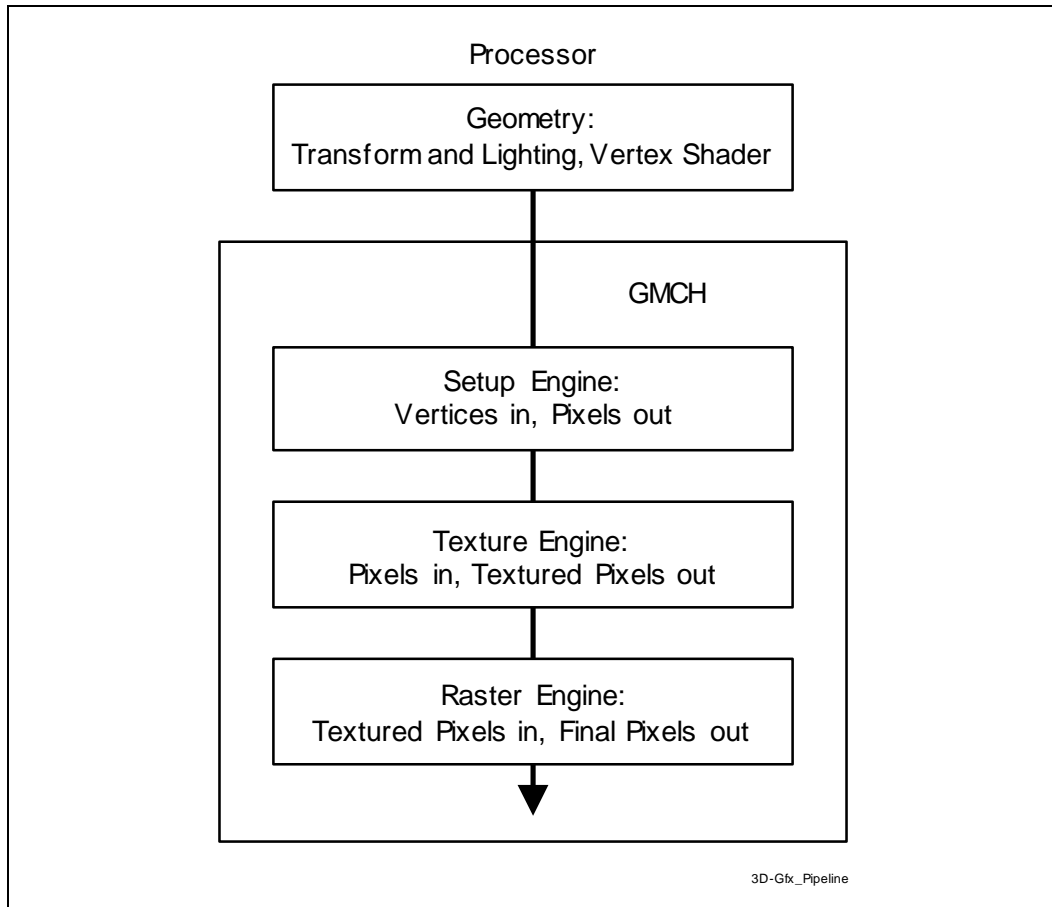 Processor
Geometry:
Transform and Lighting, Vertex Shader
GMCH
Setup Engine:
Vertices in, Pixels out
Texture Engine:
Pixels in, Textured Pixels out
Raster Engine:
Textured Pixels in, Final Pixels out
3D-Gfx_Pipeline